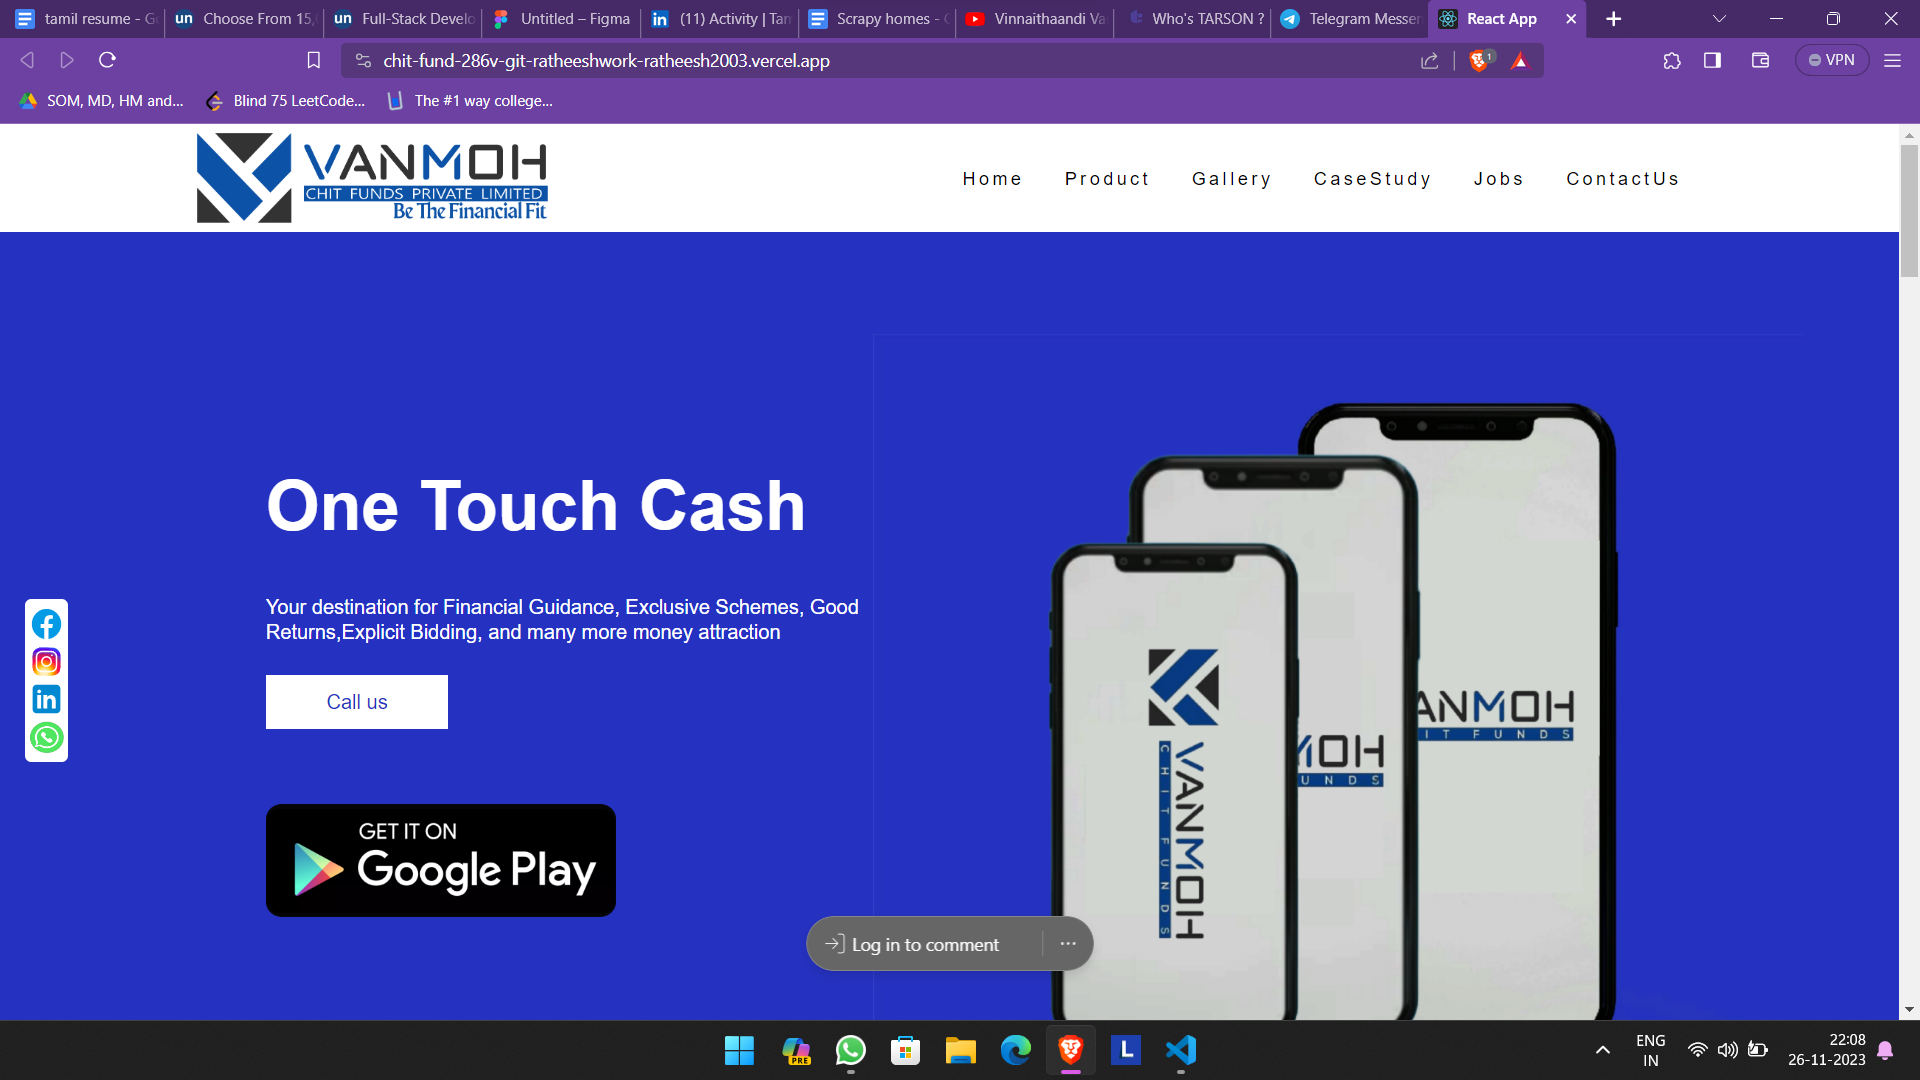 tamil resume - G
Choose From 15,
Full-Stack Develo
Untitled – Figma
(11) Activity | Tam
Scrapy homes - G
Vinnaithaandi Va
Who's TARSON ?
Telegram Messen
React App
chit-fund-286v-git-ratheeshwork-ratheesh2003.vercel.app
1
VPN
SOM, MD, HM and...
Blind 75 LeetCode...
The #1 way college...
VANMOH
CHIT FUNDS PRIVATE LIMITED
Be The Financial Fit
Home
Product
Gallery
CaseStudy
Jobs
ContactUs
One Touch Cash
Your destination for Financial Guidance, Exclusive Schemes, Good
Returns,Explicit Bidding, and many more money attraction
Call us
GET IT ON
Google Play
VANMOH
CHIT FUNDS
MOH
UNDS
ANMOH
IT FUNDS
Log in to comment
PRE
L
ENG
IN
22:08
26-11-2023